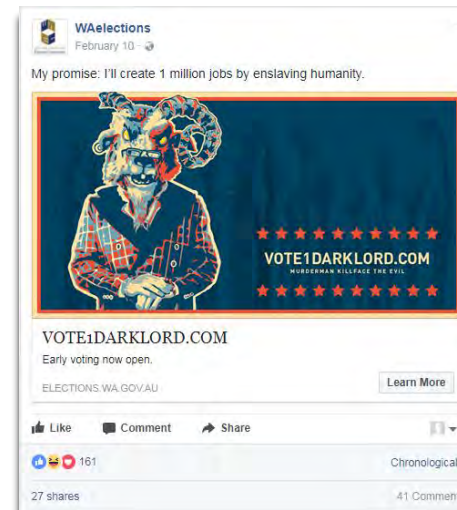 WAelections
February 10
My promise: I'll create 1 million jobs by enslaving humanity.
VOTE1DARKLORD.COM
MURDERMAN KILLFACE THE EVIL
VOTE1DARKLORD.COM
Early voting now open.
ELECTIONS.WA.GOV.AU
Learn More
Like Comment Share
161 Chronological
27 shares 41 Commen